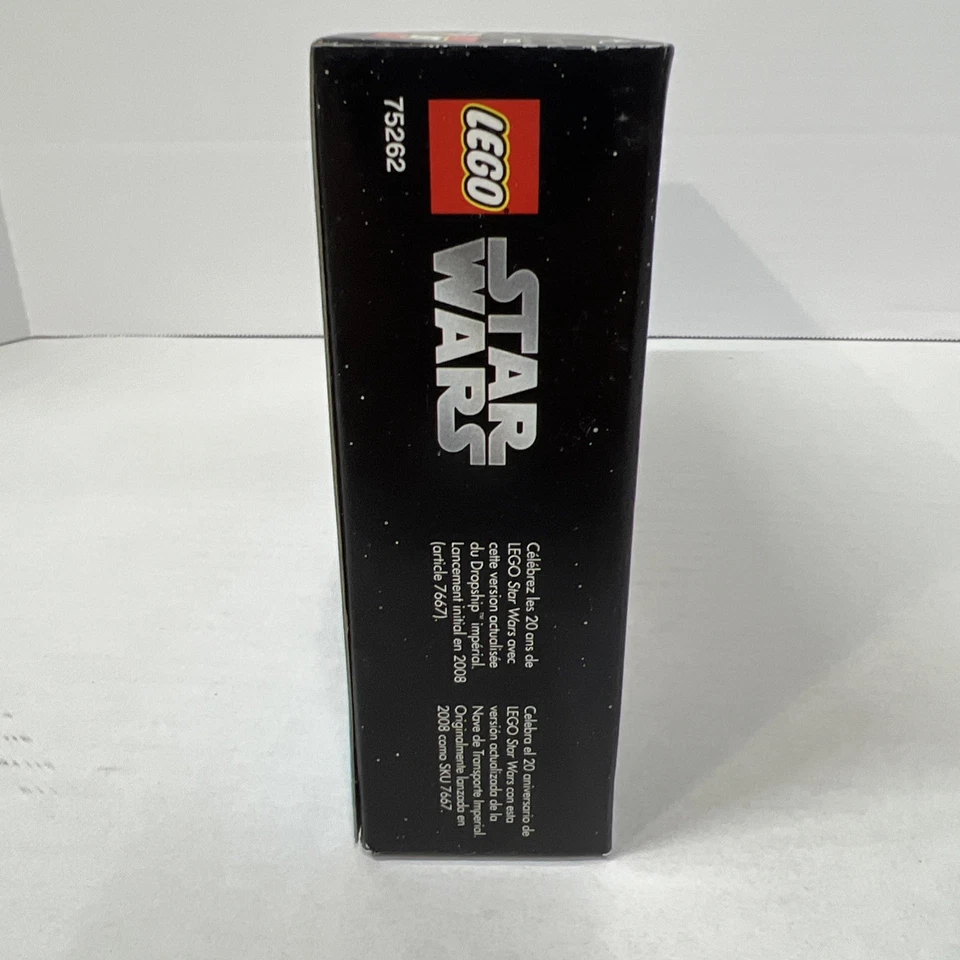 75262
LEGO
STAR
WARS
Célébrez les 20 ans de
LEGO Star Wars avec
cette version actualisée
du Dropship™ impérial.
Lancement initial en 2008
(article 7667).
Celebra el 20 aniversario de
LEGO Star Wars con esta
versión actualizada de la
Nave de Transporte Imperial.
Originalmente lanzada en
2008 como SKU 7667.